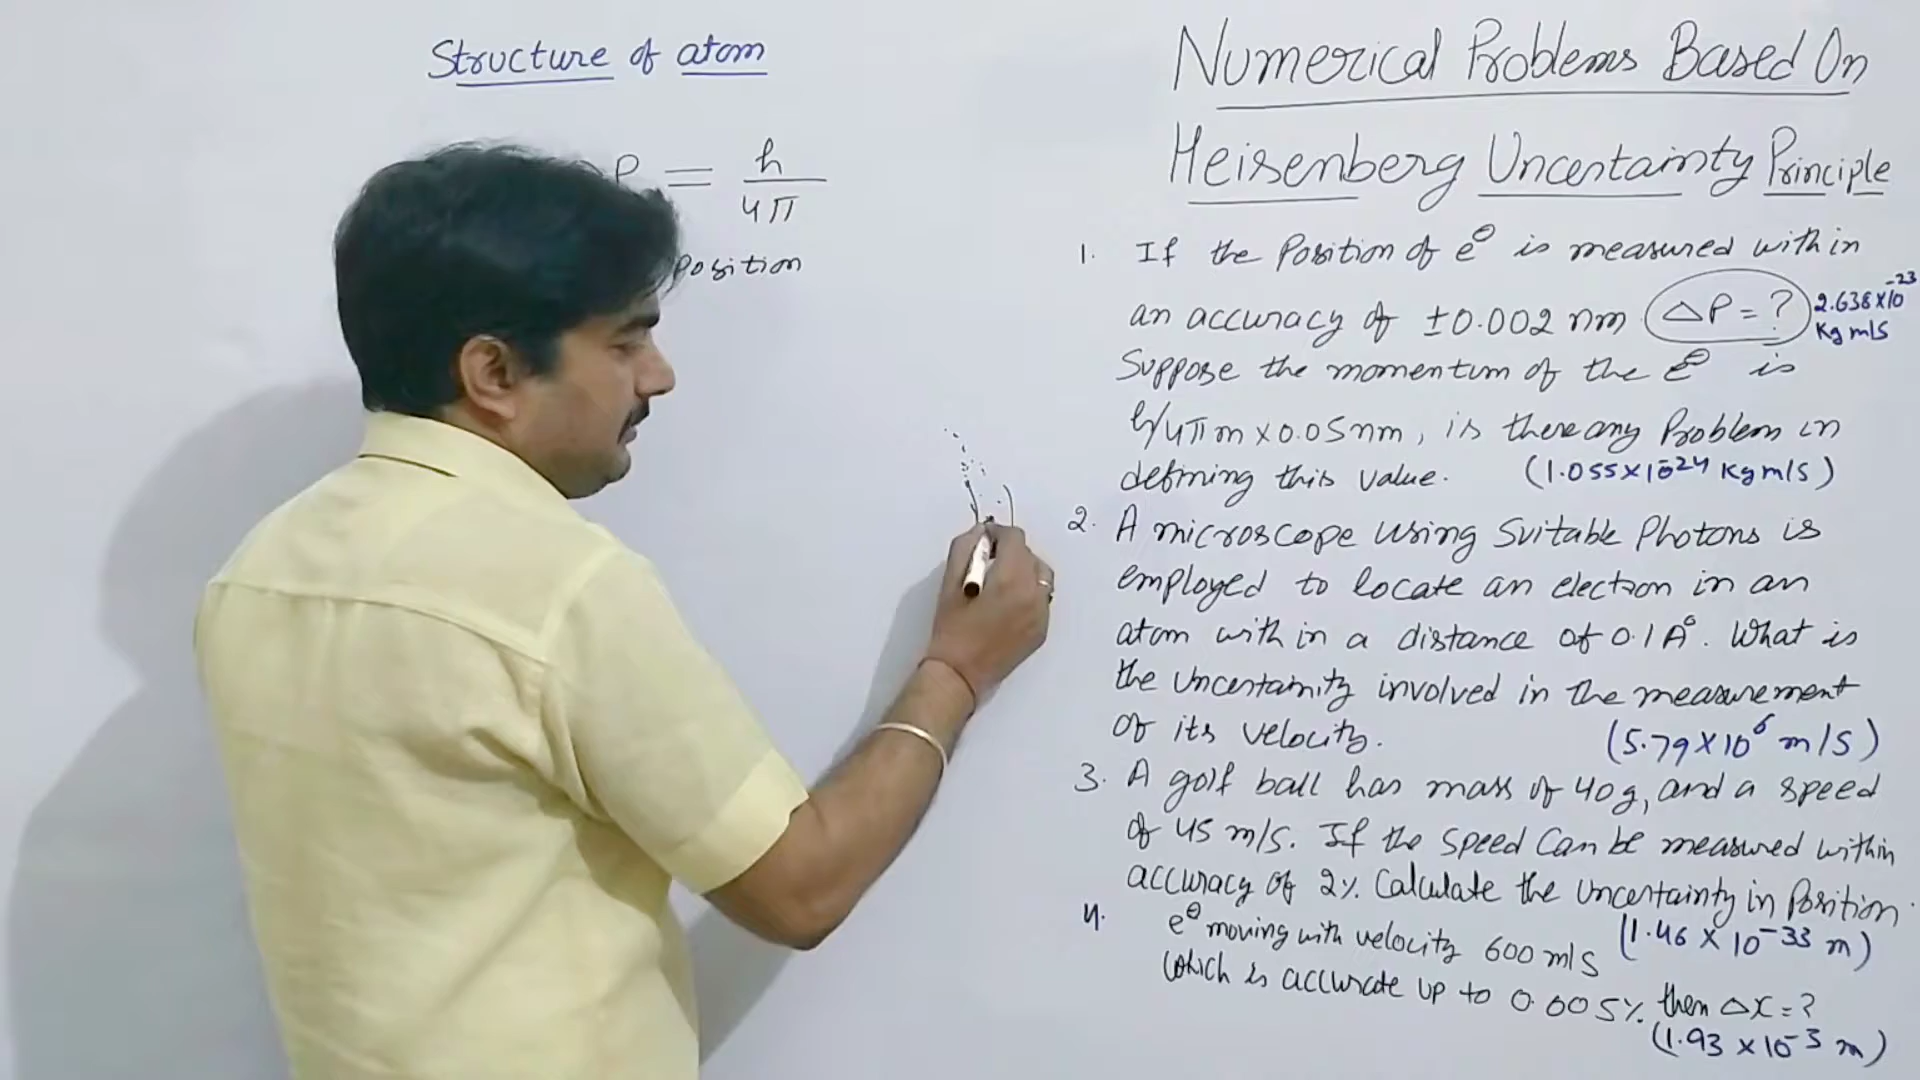 Structure of atom
P = h
4π
Position
Numerical Problems Based On
Heisenberg Uncertainty Principle
1. If the Position of e⊖ is measured with in
an accuracy of ±0.002 nm. ΔP = ? 2.638×10⁻²³
Kg m/s
Suppose the momentum of the e⊖ is
h/4πm × 0.05nm, is there any Problem in
defining this value. (1.055×10⁻²⁴ Kg m/s)
2. A microscope using Suitable Photons is
employed to locate an electron in an
atom with in a distance of 0.1 A°. What is
the uncertainity involved in the measurement
of its velocity. (5.79×10⁶ m/s)
3. A golf ball has mass of 40g, and a speed
of 45 m/s. If the speed Can be measured within
accuracy of 2%. Calculate the uncertainty in Position.
(1.46 × 10⁻³³ m)
4. e⊖ moving with velocity 600 m/s
which is accurate up to 0.005%. then Δx = ?
(1.93 × 10⁻³ m)